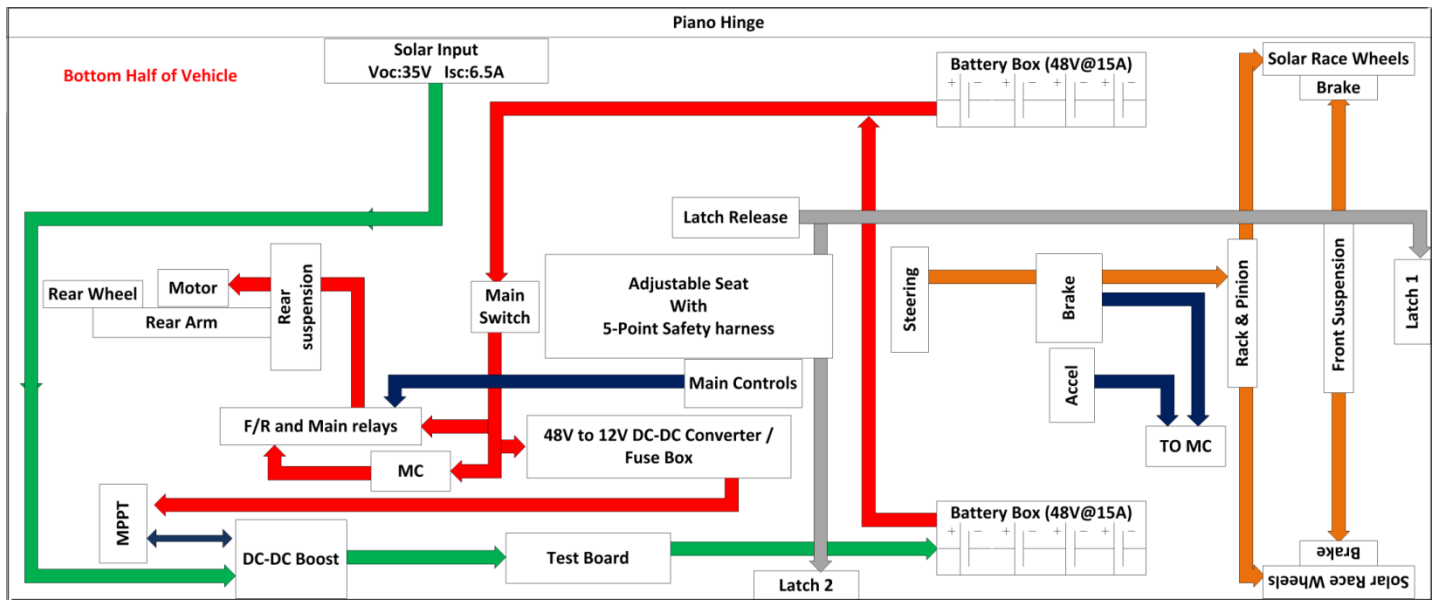 Piano Hinge
Solar Input
Voc:35V Isc:6.5A
Bottom Half of Vehicle
Battery Box (48V@15A)
+ − + − + − + −
Solar Race Wheels
Brake
Latch Release
Adjustable Seat
With
5-Point Safety harness
Main
Switch
Motor
Rear Wheel
Rear Arm
Rear
suspension
Steering
Brake
Accel
Rack & Pinion
Front Suspension
Latch 1
Main Controls
F/R and Main relays
MC
48V to 12V DC-DC Converter /
Fuse Box
TO MC
MPPT
DC-DC Boost
Test Board
Battery Box (48V@15A)
+ − + − + − + −
Latch 2
Brake
Solar Race Wheels